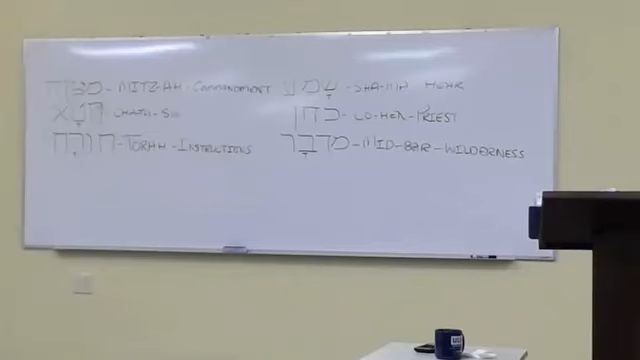 מצוה - MITZ-AH - COMMANDMENT
שמע - SHA-MAH HEAR
חטא CHATA - SIN
כהן - CO-HEN - PRIEST
תורה - TORAH - INSTRUCTIONS
מדבר - MID-BAR - WILDERNESS